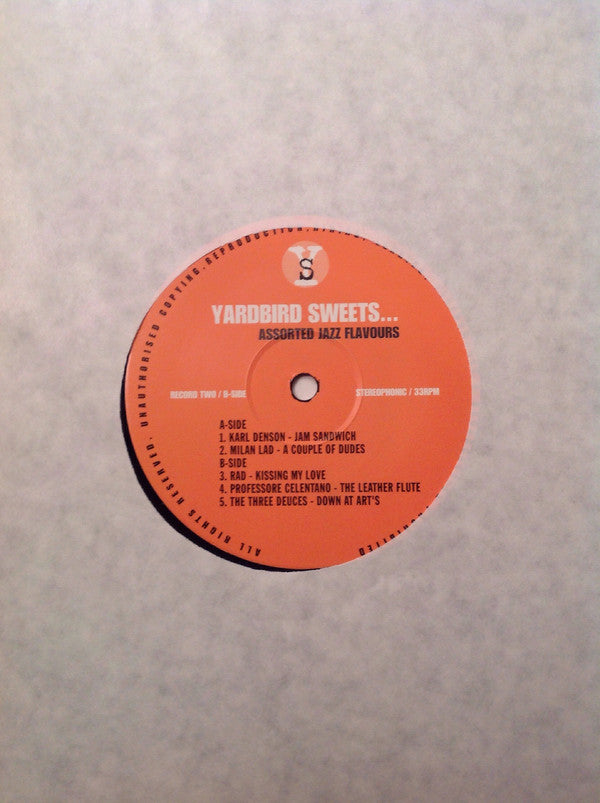 ALL RIGHTS RESERVED. UNAUTHORISED COPYING. REPRODUCTION.
Y
S
YARDBIRD SWEETS...
ASSORTED JAZZ FLAVOURS
RECORD TWO / B-SIDE
STEREOPHONIC / 33RPM
A-SIDE
1. KARL DENSON - JAM SANDWICH
2. MILAN LAD - A COUPLE OF DUDES
B-SIDE
3. RAD - KISSING MY LOVE
4. PROFESSORE CELENTANO - THE LEATHER FLUTE
5. THE THREE DEUCES - DOWN AT ART'S